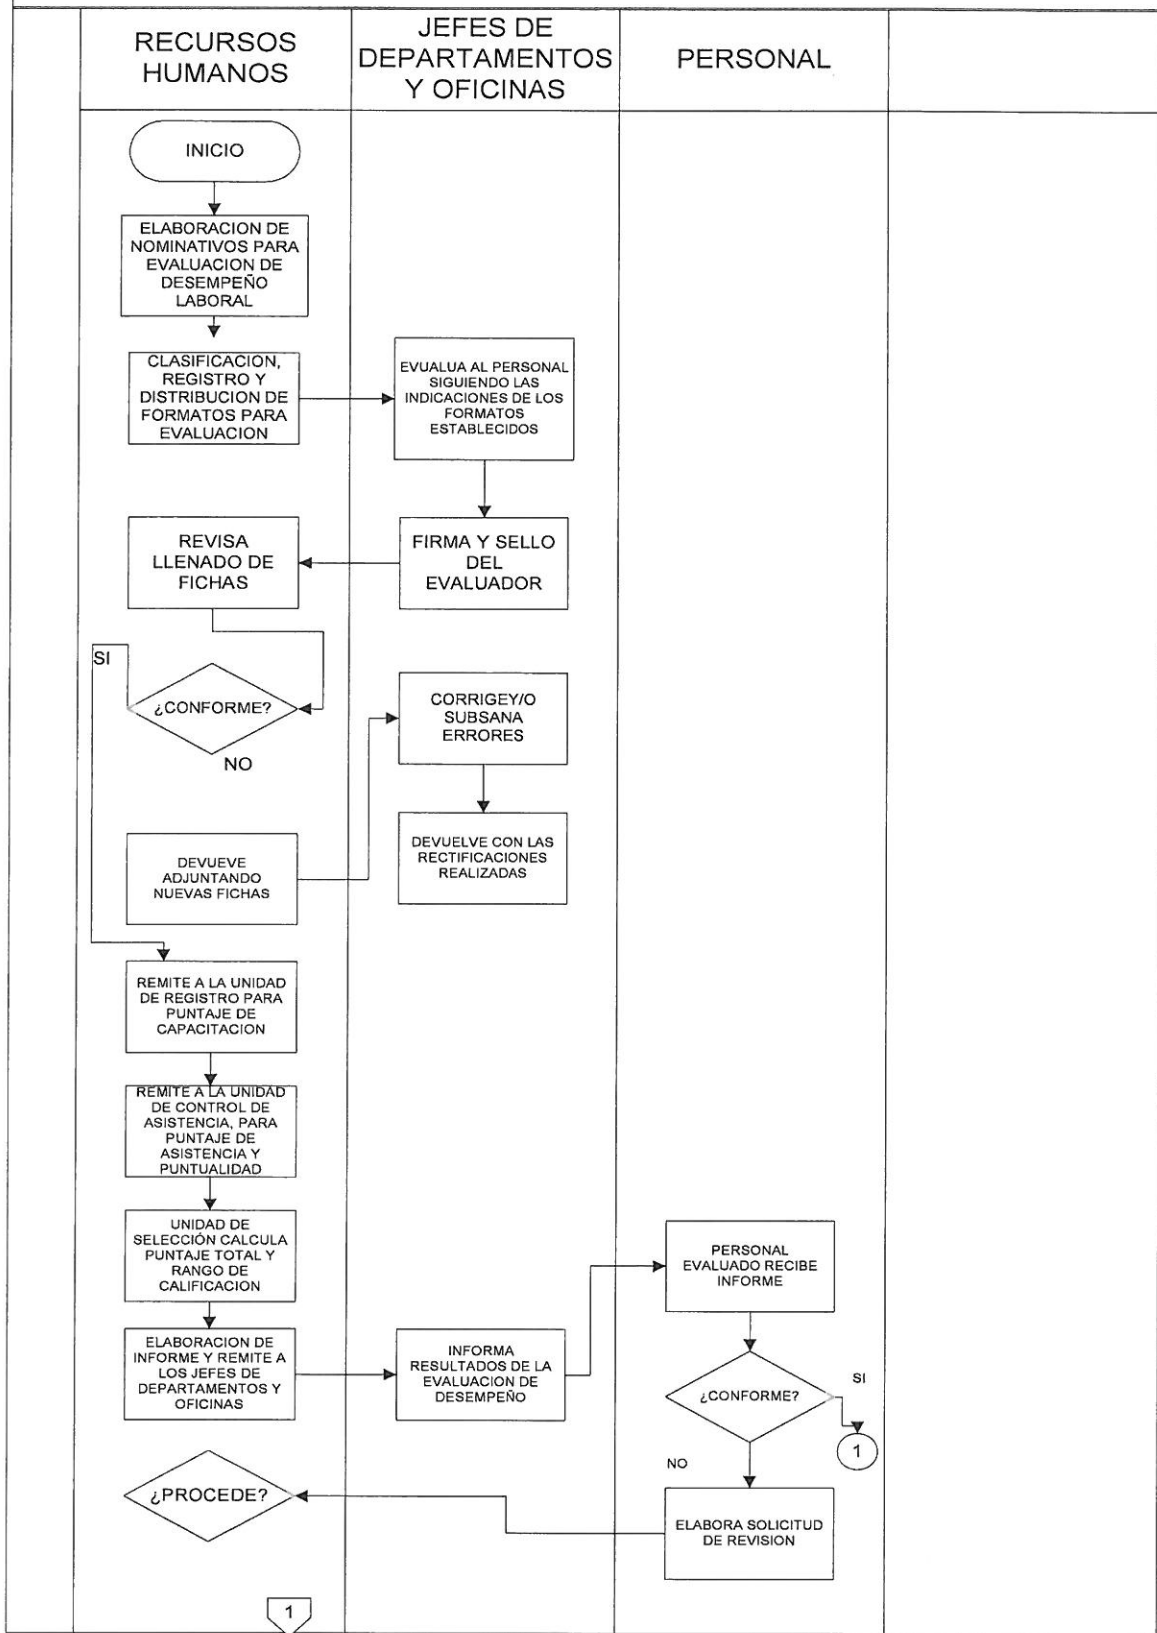 RECURSOS
HUMANOS
JEFES DE
DEPARTAMENTOS
Y OFICINAS
PERSONAL
INICIO
ELABORACION DE
NOMINATIVOS PARA
EVALUACION DE
DESEMPEÑO
LABORAL
CLASIFICACION,
REGISTRO Y
DISTRIBUCION DE
FORMATOS PARA
EVALUACION
EVUALUA AL PERSONAL
SIGUIENDO LAS
INDICACIONES DE LOS
FORMATOS
ESTABLECIDOS
REVISA
LLENADO DE
FICHAS
FIRMA Y SELLO
DEL
EVALUADOR
SI
¿CONFORME?
NO
CORRIGEY/O
SUBSANA
ERRORES
DEVUEVE
ADJUNTANDO
NUEVAS FICHAS
DEVUELVE CON LAS
RECTIFICACIONES
REALIZADAS
REMITE A LA UNIDAD
DE REGISTRO PARA
PUNTAJE DE
CAPACITACION
REMITE A LA UNIDAD
DE CONTROL DE
ASISTENCIA, PARA
PUNTAJE DE
ASISTENCIA Y
PUNTUALIDAD
UNIDAD DE
SELECCIÓN CALCULA
PUNTAJE TOTAL Y
RANGO DE
CALIFICACION
PERSONAL
EVALUADO RECIBE
INFORME
ELABORACION DE
INFORME Y REMITE A
LOS JEFES DE
DEPARTAMENTOS Y
OFICINAS
INFORMA
RESULTADOS DE LA
EVALUACION DE
DESEMPEÑO
¿CONFORME?
SI
1
NO
¿PROCEDE?
ELABORA SOLICITUD
DE REVISION
1